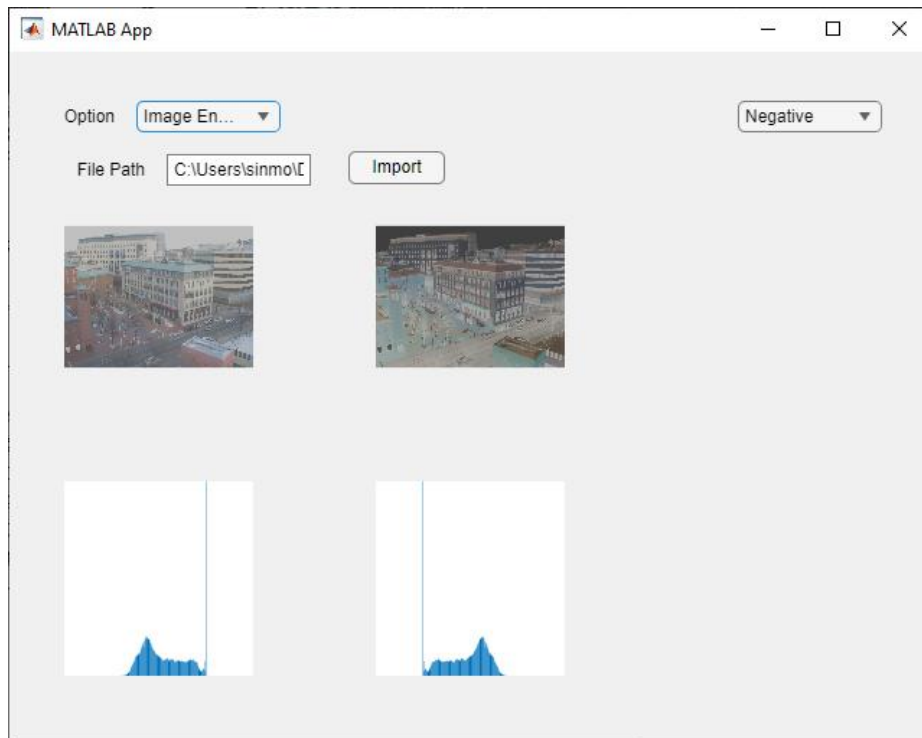 MATLAB App
Option Image En... Negative
File Path C:\Users\sinmo\ Import